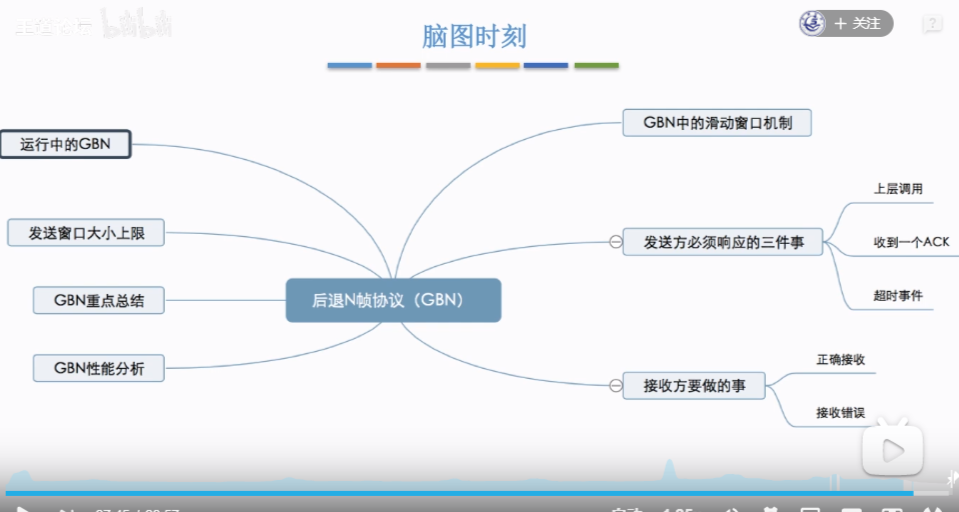 bilibili
+ 关注
脑图时刻
运行中的GBN
GBN中的滑动窗口机制
上层调用
发送窗口大小上限
发送方必须响应的三件事
收到一个ACK
GBN重点总结
后退N帧协议（GBN）
超时事件
GBN性能分析
接收方要做的事
正确接收
接收错误